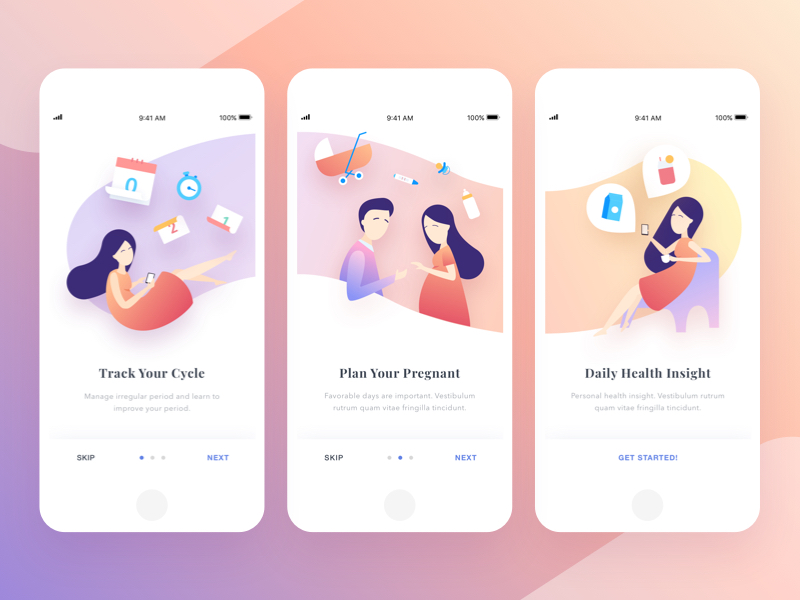 9:41 AM 100%
0
2
1
Track Your Cycle
Manage irregular period and learn to
improve your period.
SKIP NEXT
9:41 AM 100%
Plan Your Pregnant
Favorable days are important. Vestibulum
rutrum quam vitae fringilla tincidunt.
SKIP NEXT
9:41 AM 100%
Daily Health Insight
Personal health insight. Vestibulum rutrum
quam vitae fringilla tincidunt.
GET STARTED!